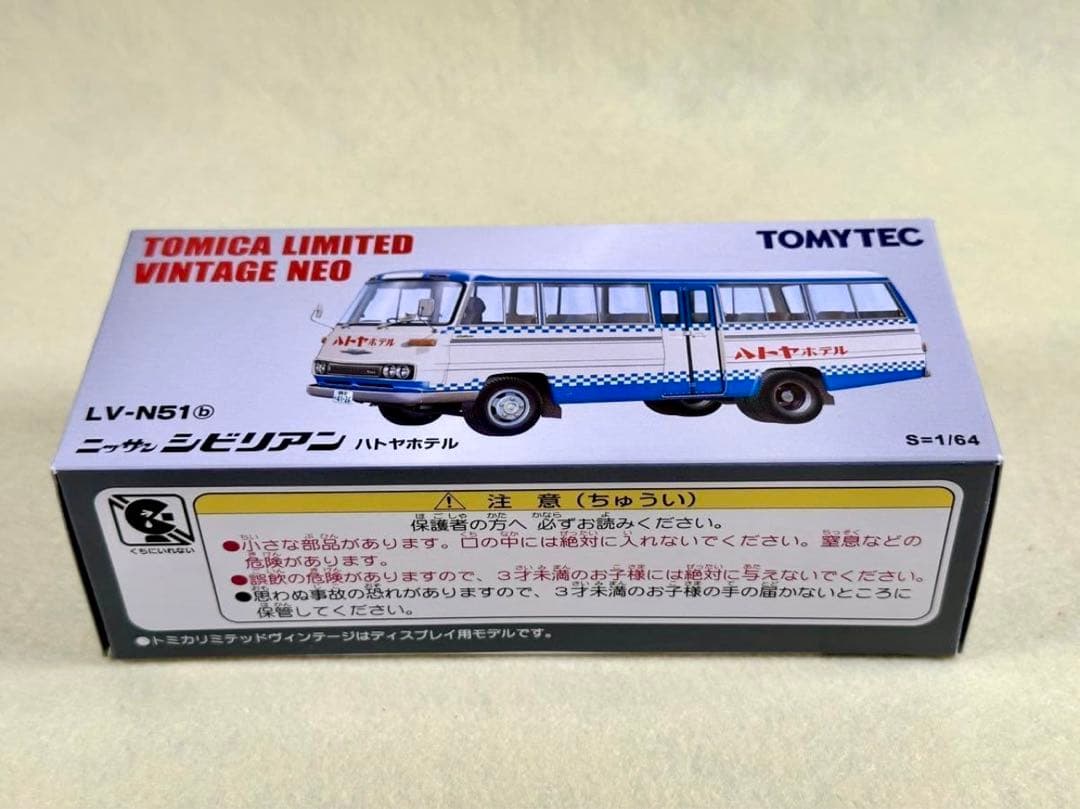 TOMICA LIMITED
VINTAGE NEO
TOMYTEC
ハトヤホテル
ハトヤホテル
41-26
LV-N51ⓑ
ニッサン シビリアン ハトヤホテル
S=1/64
くちにいれない
⚠ 注 意 (ちゅうい)
保護者の方へ 必ずお読みください。
●小さな部品があります。口の中には絶対に入れないでください。窒息などの
危険があります。
●誤飲の危険がありますので、3才未満のお子様には絶対に与えないでください。
●思わぬ事故の恐れがありますので、3才未満のお子様の手の届かないところに
保管してください。
●トミカリミテッドヴィンテージはディスプレイ用モデルです。